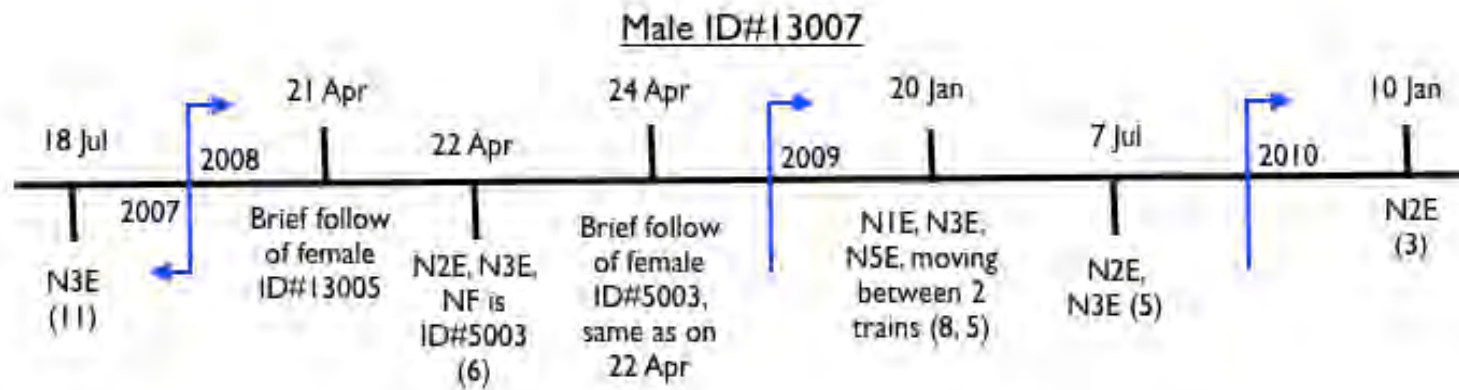 Male ID#13007
18 Jul
21 Apr
22 Apr
24 Apr
20 Jan
7 Jul
10 Jan
2007
2008
2009
2010
N3E
(11)
Brief follow
of female
ID#13005
N2E, N3E,
NF is
ID#5003
(6)
Brief follow
of female
ID#5003,
same as on
22 Apr
N1E, N3E,
N5E, moving
between 2
trains (8, 5)
N2E,
N3E (5)
N2E
(3)